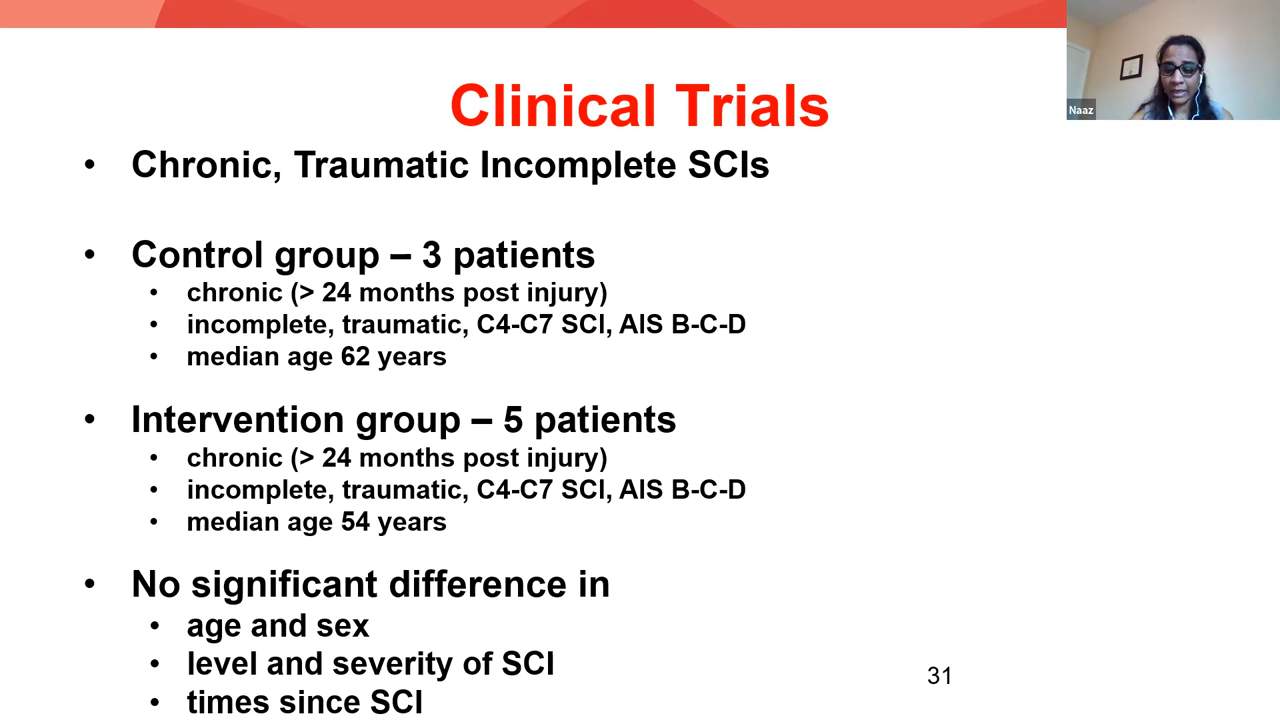 Clinical Trials
• Chronic, Traumatic Incomplete SCIs
• Control group – 3 patients
• chronic (> 24 months post injury)
• incomplete, traumatic, C4-C7 SCI, AIS B-C-D
• median age 62 years
• Intervention group – 5 patients
• chronic (> 24 months post injury)
• incomplete, traumatic, C4-C7 SCI, AIS B-C-D
• median age 54 years
• No significant difference in
• age and sex
• level and severity of SCI
• times since SCI
31
Naaz